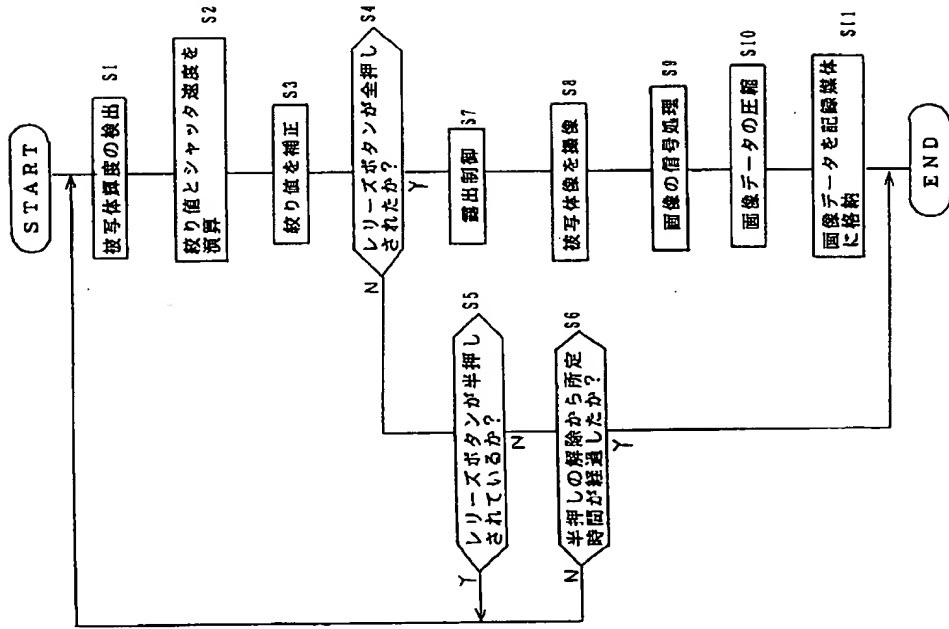 START
被写体輝度の検出
S1
絞り値とシャッタ速度を
演算
S2
絞り値を補正
S3
レリーズボタンが全押し
されたか?
S4
N
Y
レリーズボタンが半押し
されているか?
S5
Y
N
半押しの解除から所定
時間が経過したか?
S6
N
Y
露出制御
S7
被写体像を撮像
S8
画像の信号処理
S9
画像データの圧縮
S10
画像データを記録媒体
に格納
S11
END